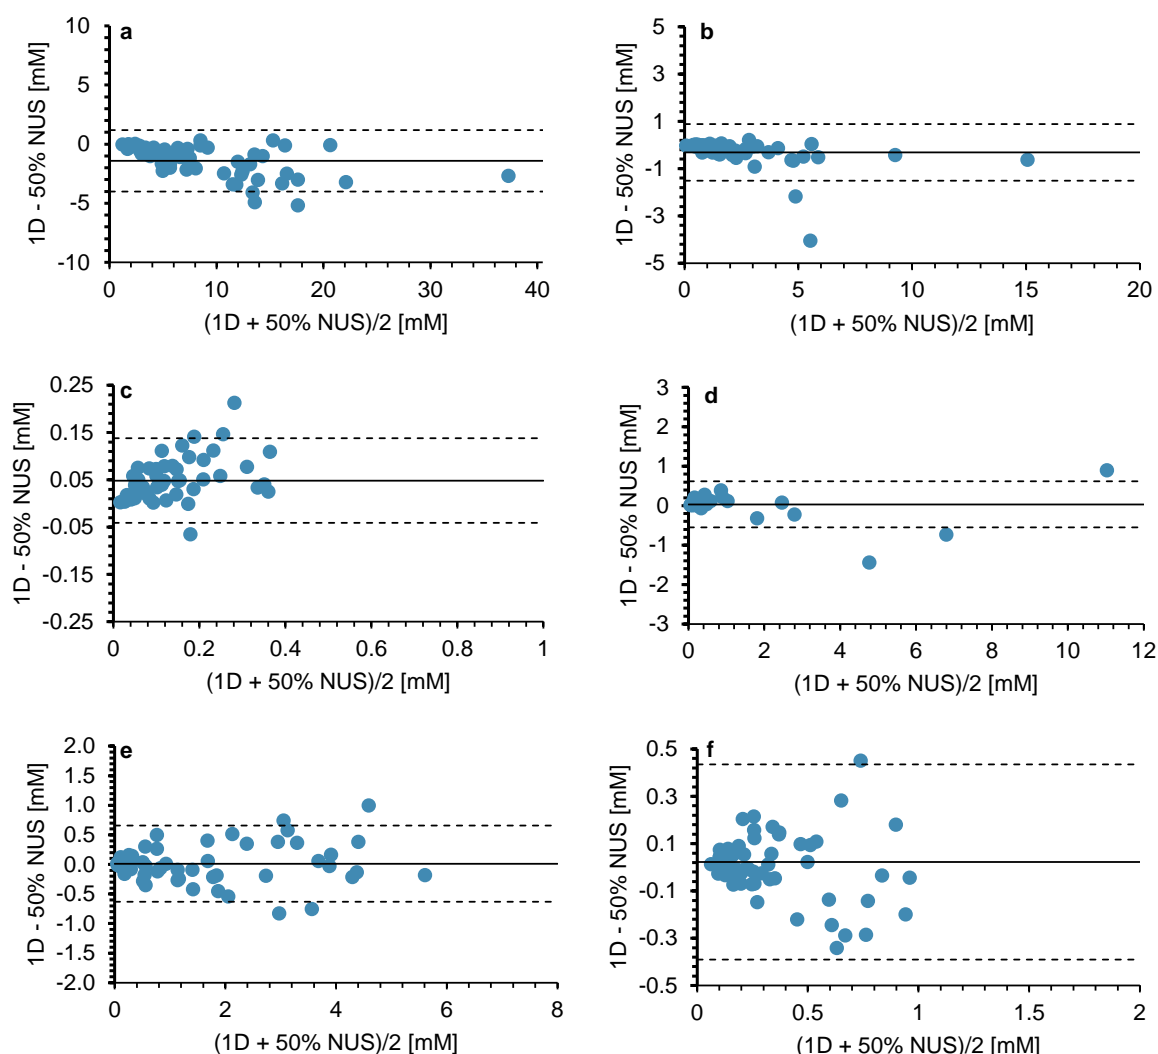 a
1D - 50% NUS [mM]
10
5
0
-5
-10
0 10 20 30 40
(1D + 50% NUS)/2 [mM]
b
1D - 50% NUS [mM]
5
3
1
-1
-3
-5
0 5 10 15 20
(1D + 50% NUS)/2 [mM]
c
1D - 50% NUS [mM]
0.25
0.15
0.05
-0.05
-0.15
-0.25
0 0.2 0.4 0.6 0.8 1
(1D + 50% NUS)/2 [mM]
d
1D - 50% NUS [mM]
3
2
1
0
-1
-2
-3
0 2 4 6 8 10 12
(1D + 50% NUS)/2 [mM]
e
1D - 50% NUS [mM]
2.0
1.5
1.0
0.5
0.0
-0.5
-1.0
-1.5
-2.0
0 2 4 6 8
(1D + 50% NUS)/2 [mM]
f
1D - 50% NUS [mM]
0.5
0.3
0.1
-0.1
-0.3
-0.5
0 0.5 1 1.5 2
(1D + 50% NUS)/2 [mM]